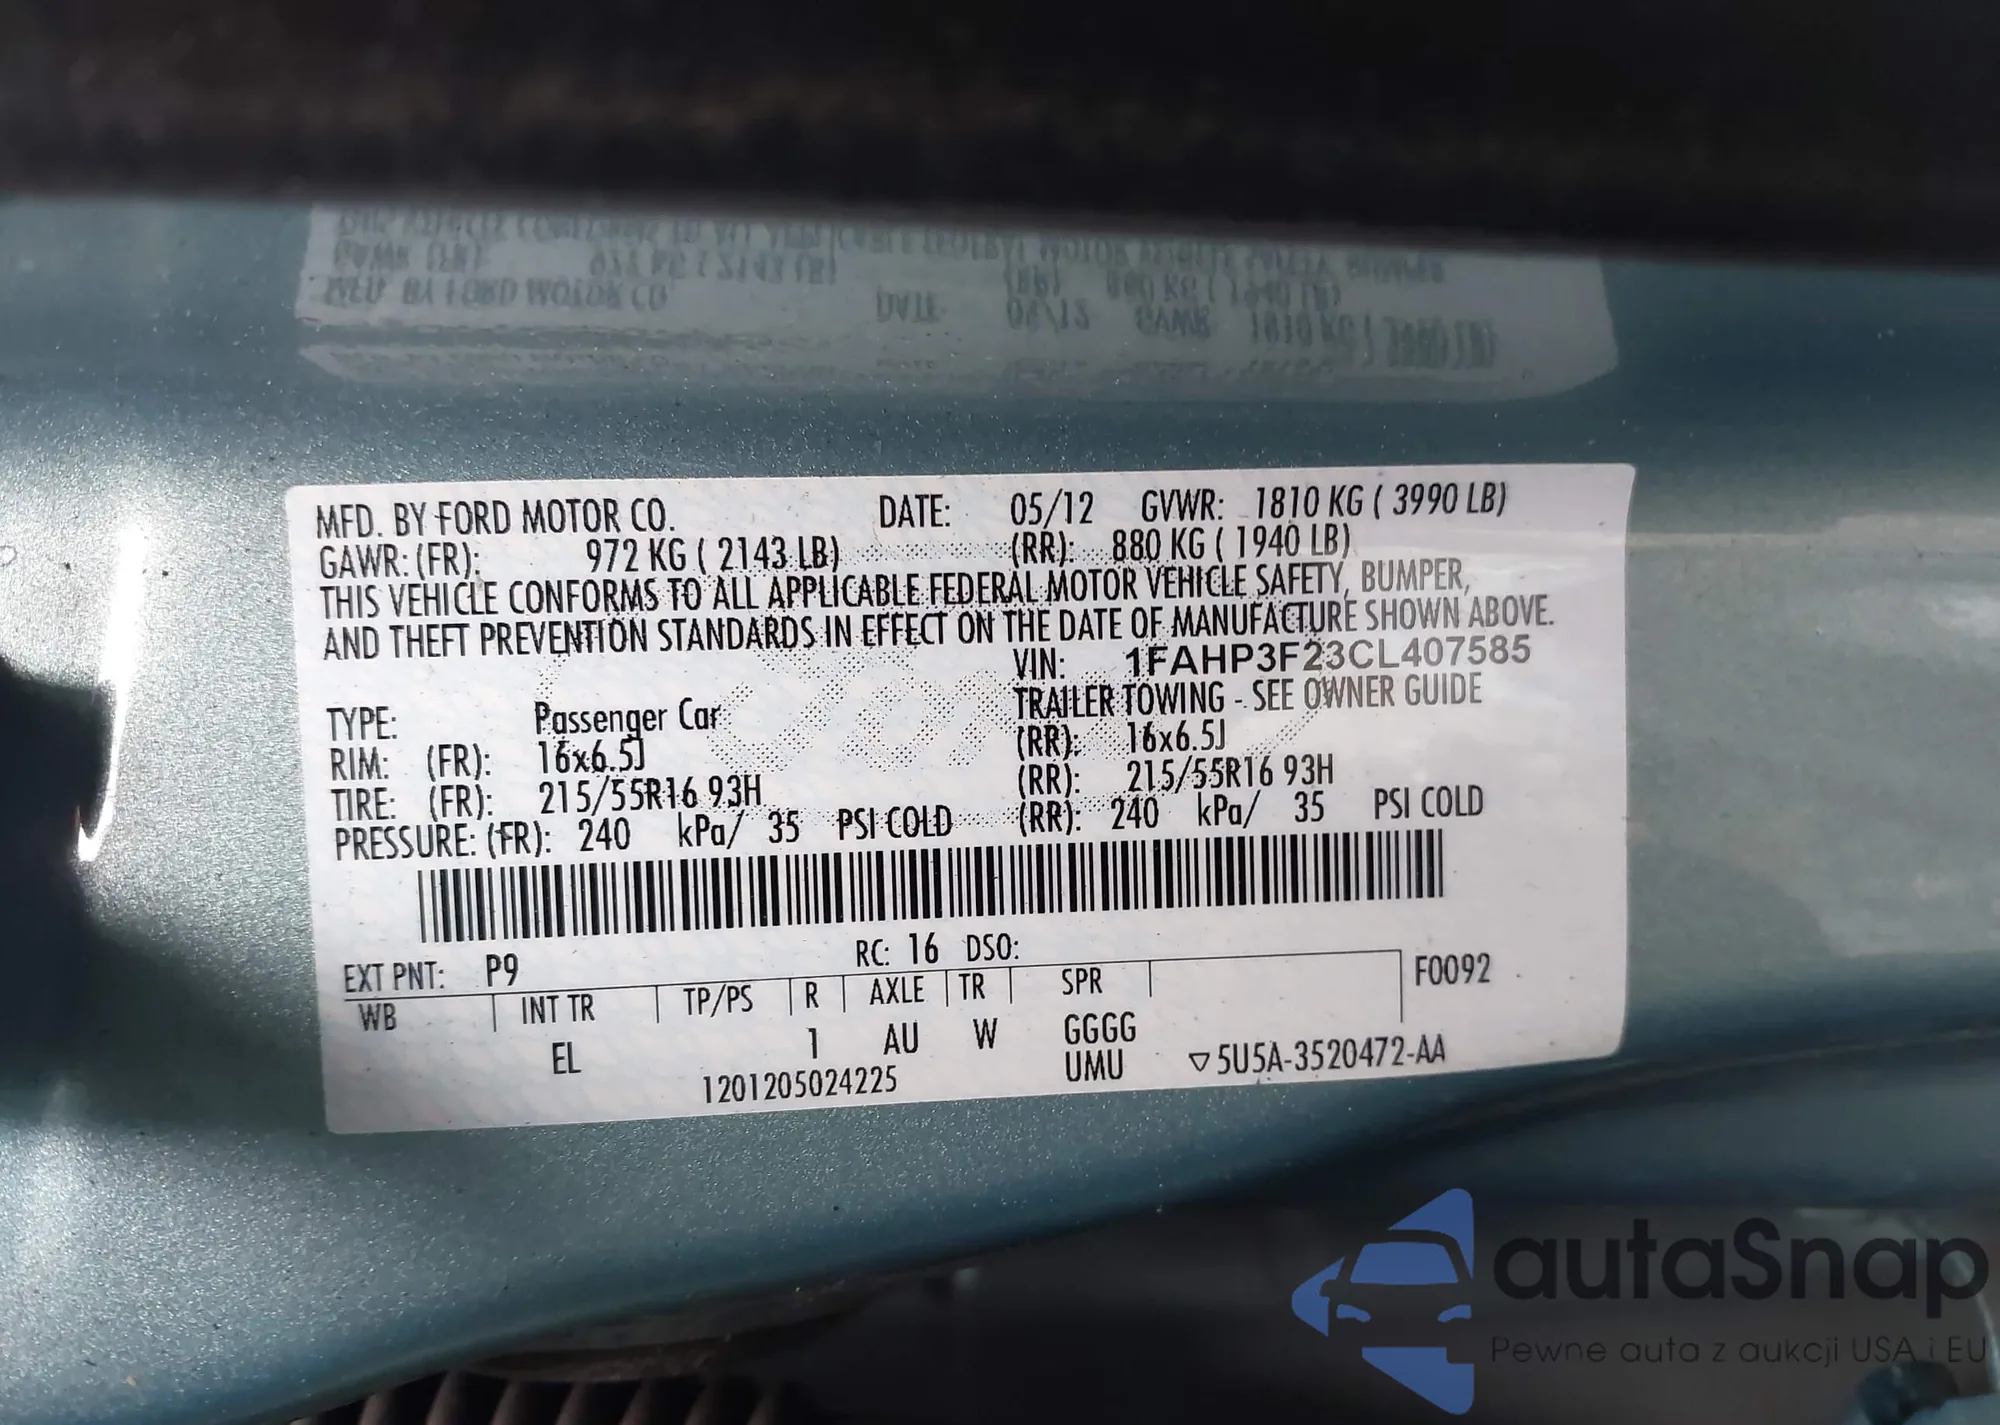 MFD. BY FORD MOTOR CO. DATE: 05/12 GVWR: 1810 KG ( 3990 LB)
GAWR: (FR): 972 KG ( 2143 LB) (RR): 880 KG ( 1940 LB)
THIS VEHICLE CONFORMS TO ALL APPLICABLE FEDERAL MOTOR VEHICLE SAFETY, BUMPER,
AND THEFT PREVENTION STANDARDS IN EFFECT ON THE DATE OF MANUFACTURE SHOWN ABOVE.
VIN: 1FAHP3F23CL407585
TYPE: Passenger Car TRAILER TOWING - SEE OWNER GUIDE
RIM: (FR): 16x6.5J (RR): 16x6.5J
TIRE: (FR): 215/55R16 93H (RR): 215/55R16 93H
PRESSURE: (FR): 240 kPa/ 35 PSI COLD (RR): 240 kPa/ 35 PSI COLD
EXT PNT: P9 RC: 16 DSO: F0092
WB INT TR TP/PS R AXLE TR SPR
EL 1 AU W GGGG
1201205024225 UMU ▽5U5A-3520472-AA
autaSnap
Pewne auta z aukcji USA i EU